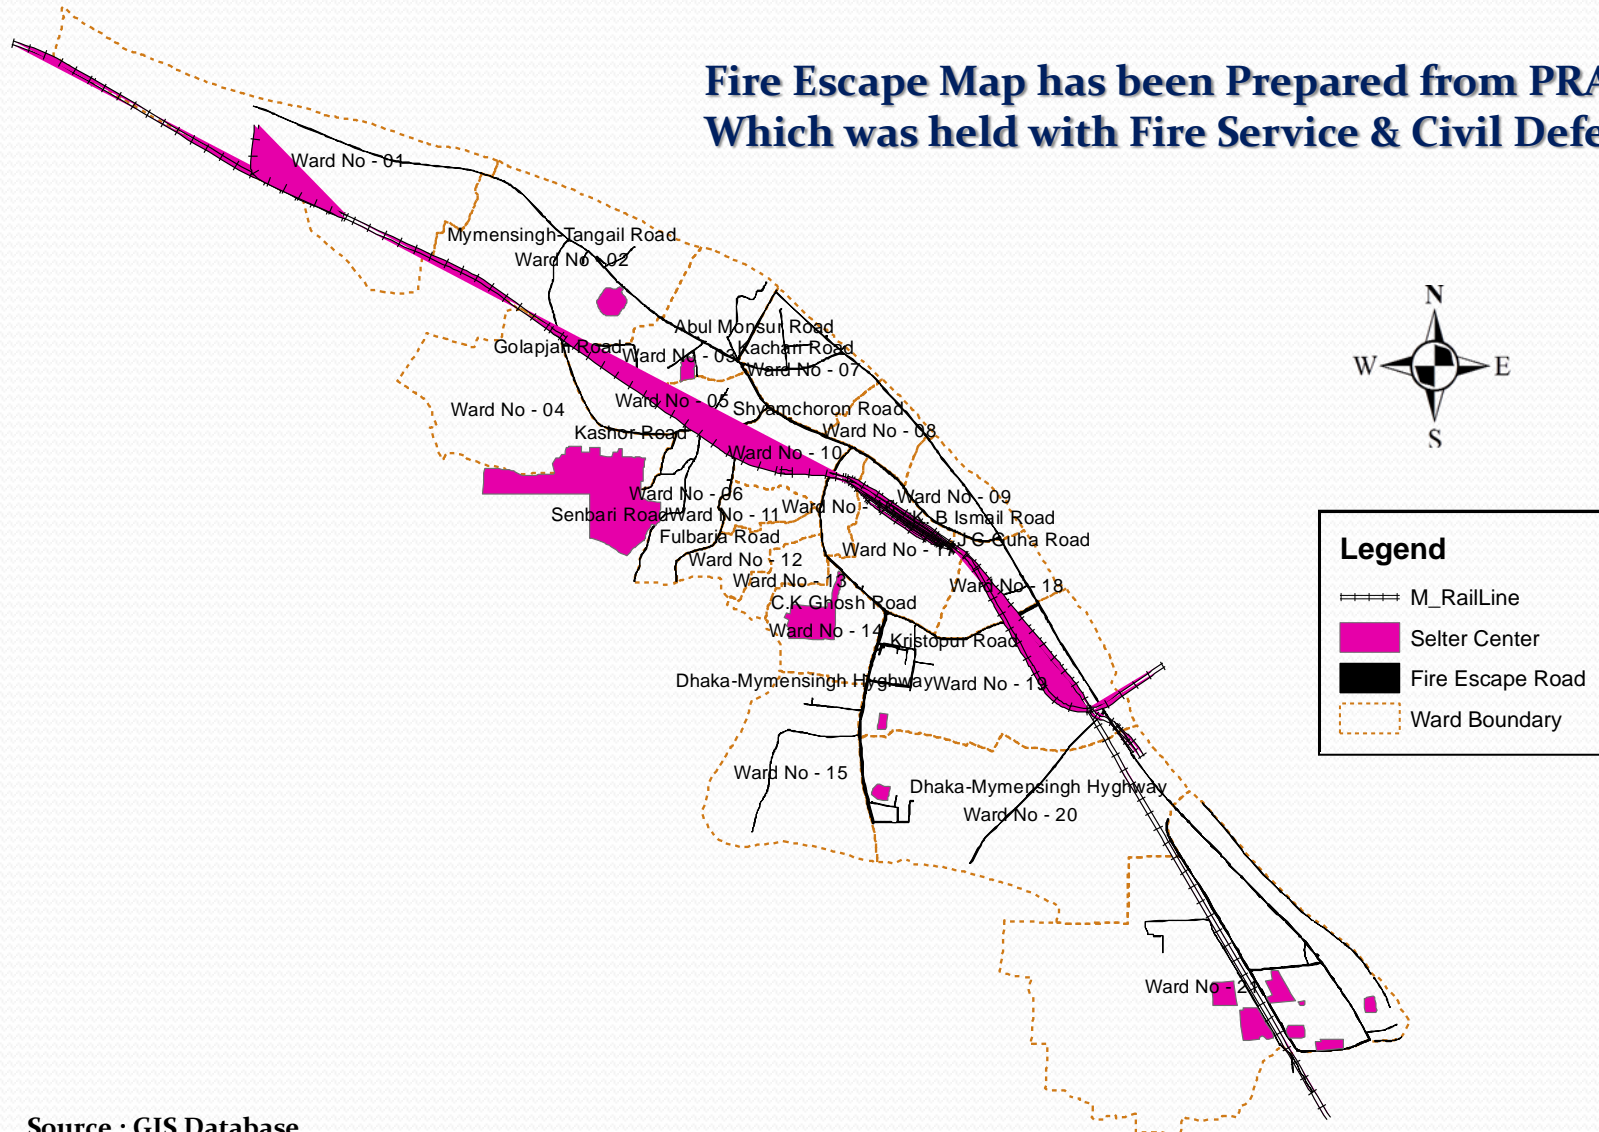 Fire Escape Map has been Prepared from PRA
Which was held with Fire Service & Civil Defe
Ward No - 01
Mymensingh-Tangail Road
Ward No - 02
Abul Monsur Road
Golapjan Road
Ward No - 03
Kachari Road
Ward No - 07
Ward No - 04
Ward No - 05
Shyamchoron Road
Kashor Road
Ward No - 08
Ward No - 10
Ward No - 06
Ward No - 09
Senbari Road
Ward No - 11
Ward No -
K. B Ismail Road
Fulbaria Road
J C Guha Road
Ward No - 12
Ward No - 17
Ward No - 13
Ward No - 18
C.K Ghosh Road
Ward No - 14
Kristopur Road
Dhaka-Mymensingh Hyghway
Ward No - 19
Ward No - 15
Dhaka-Mymensingh Hyghway
Ward No - 20
Ward No - 21
N
W
E
S
Legend
M_RailLine
Selter Center
Fire Escape Road
Ward Boundary
Source : GIS Database